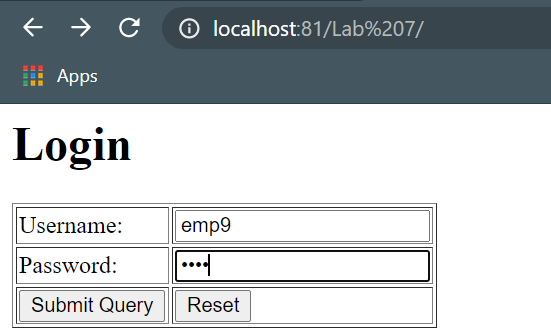 localhost:81/Lab%207/
Apps
Login
Username: emp9
Password: ••••
Submit Query Reset